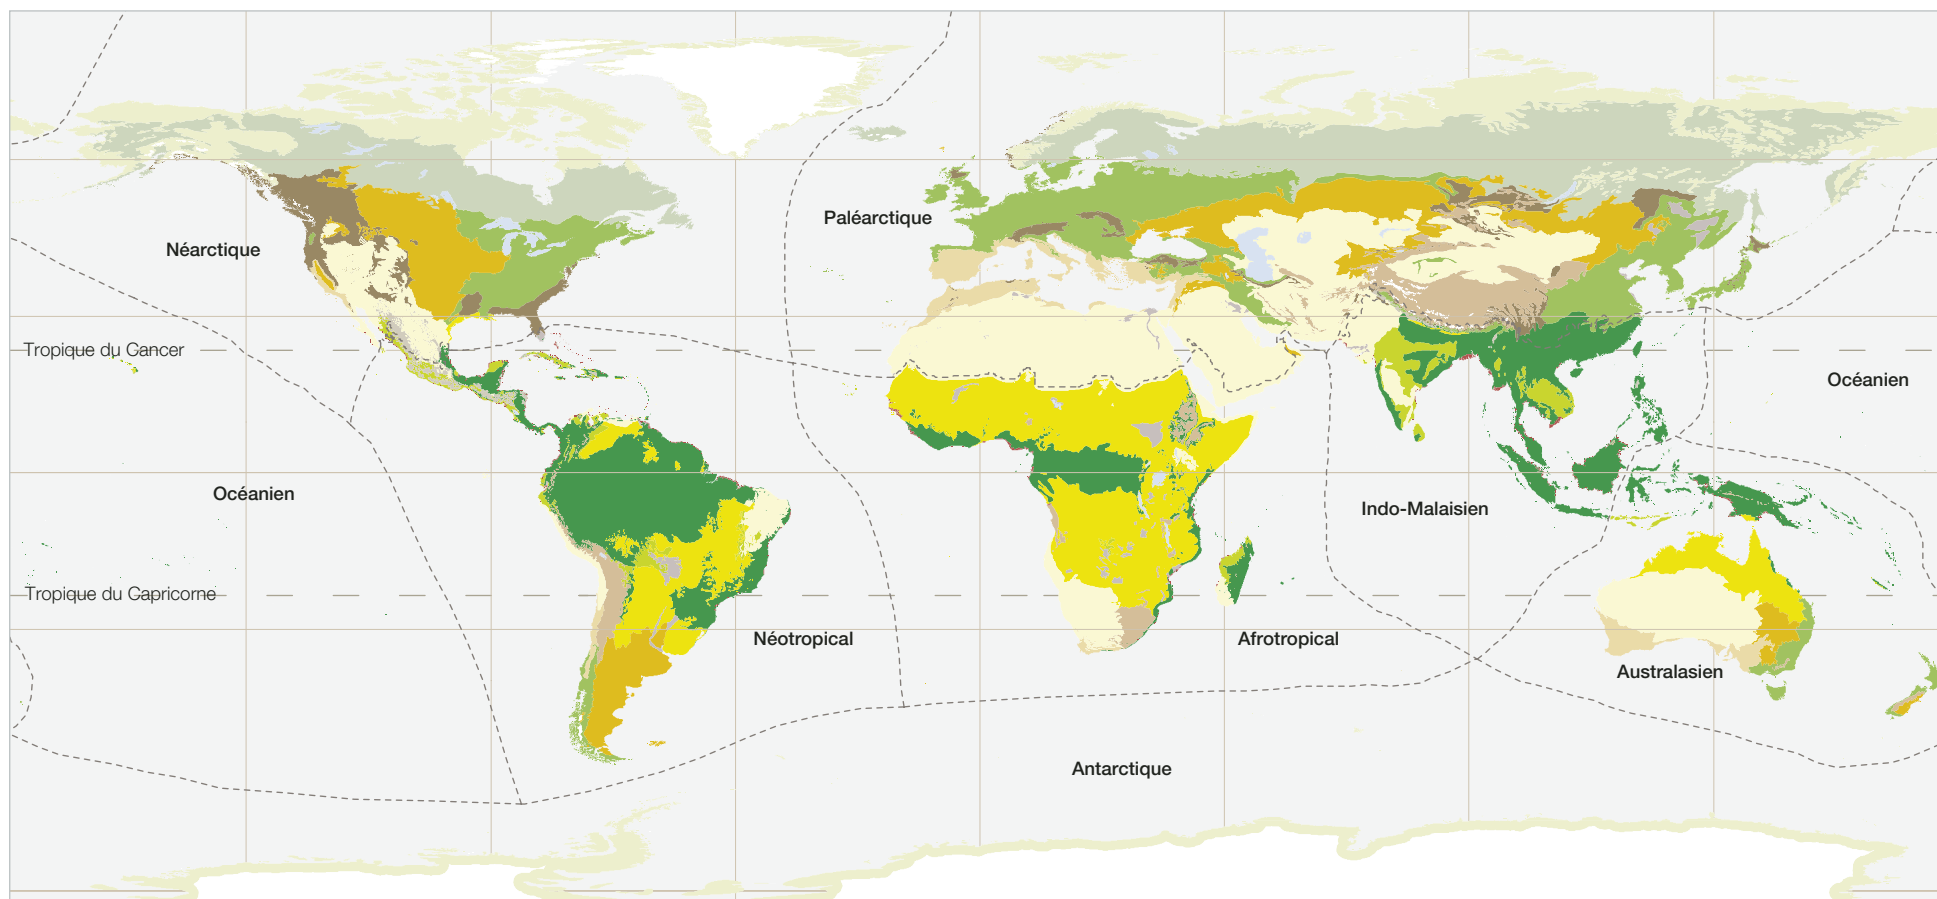 Paléarctique
Néarctique
Tropique du Cancer
Océanien
Océanien
Indo-Malaisien
Tropique du Capricorne
Néotropical
Afrotropical
Australasien
Antarctique